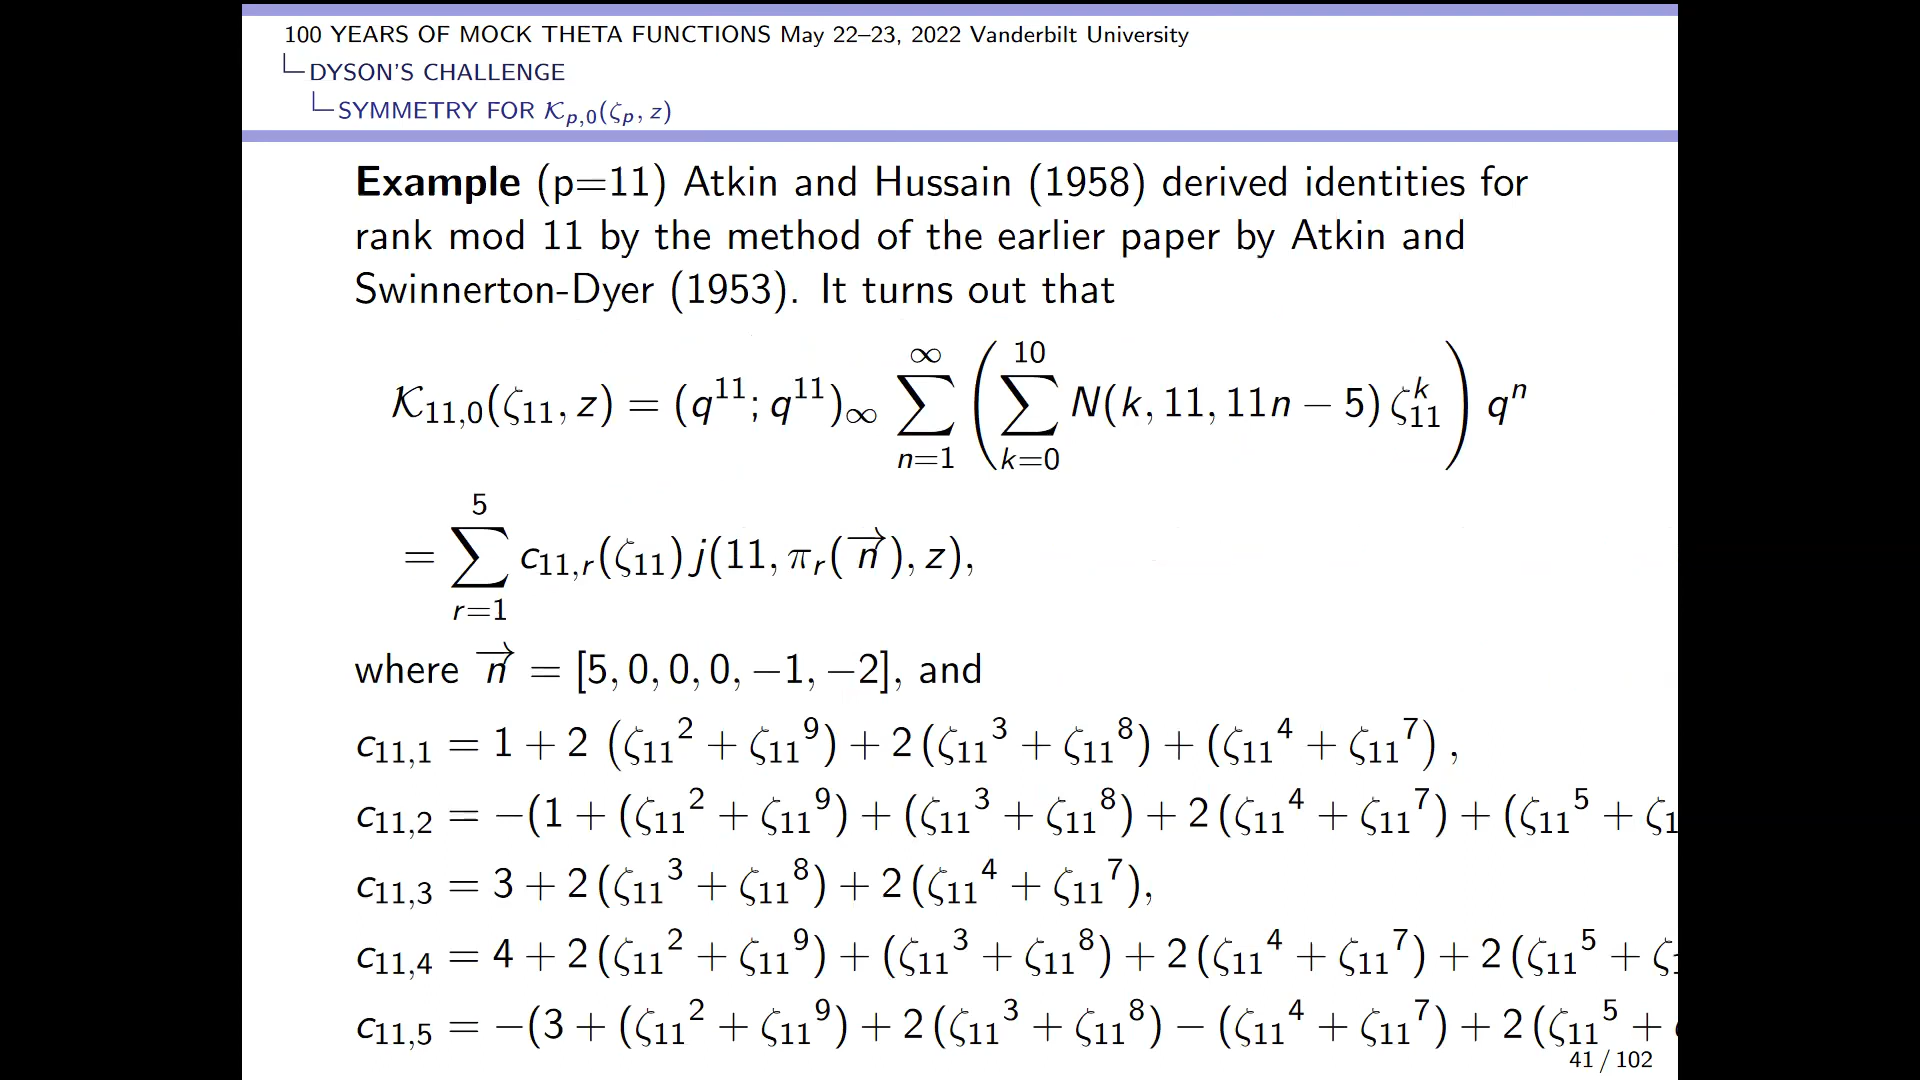 100 YEARS OF MOCK THETA FUNCTIONS May 22–23, 2022 Vanderbilt University
DYSON'S CHALLENGE
SYMMETRY FOR 𝒦_{p,0}(ζ_p, z)
Example (p=11) Atkin and Hussain (1958) derived identities for
rank mod 11 by the method of the earlier paper by Atkin and
Swinnerton-Dyer (1953). It turns out that
𝒦_{11,0}(ζ_{11}, z) = (q^{11}; q^{11})_∞ ∑_{n=1}^{∞} (∑_{k=0}^{10} N(k, 11, 11n − 5) ζ_{11}^k) q^n
= ∑_{r=1}^{5} c_{11,r}(ζ_{11}) j(11, π_r(\overrightarrow{n}), z),
where \overrightarrow{n} = [5, 0, 0, 0, −1, −2], and
c_{11,1} = 1 + 2 (ζ_{11}^2 + ζ_{11}^9) + 2 (ζ_{11}^3 + ζ_{11}^8) + (ζ_{11}^4 + ζ_{11}^7) ,
c_{11,2} = −(1 + (ζ_{11}^2 + ζ_{11}^9) + (ζ_{11}^3 + ζ_{11}^8) + 2 (ζ_{11}^4 + ζ_{11}^7) + (ζ_{11}^5 + ζ_1
c_{11,3} = 3 + 2 (ζ_{11}^3 + ζ_{11}^8) + 2 (ζ_{11}^4 + ζ_{11}^7),
c_{11,4} = 4 + 2 (ζ_{11}^2 + ζ_{11}^9) + (ζ_{11}^3 + ζ_{11}^8) + 2 (ζ_{11}^4 + ζ_{11}^7) + 2 (ζ_{11}^5 + ζ
c_{11,5} = −(3 + (ζ_{11}^2 + ζ_{11}^9) + 2 (ζ_{11}^3 + ζ_{11}^8) − (ζ_{11}^4 + ζ_{11}^7) + 2 (ζ_{11}^5 +
41 / 102